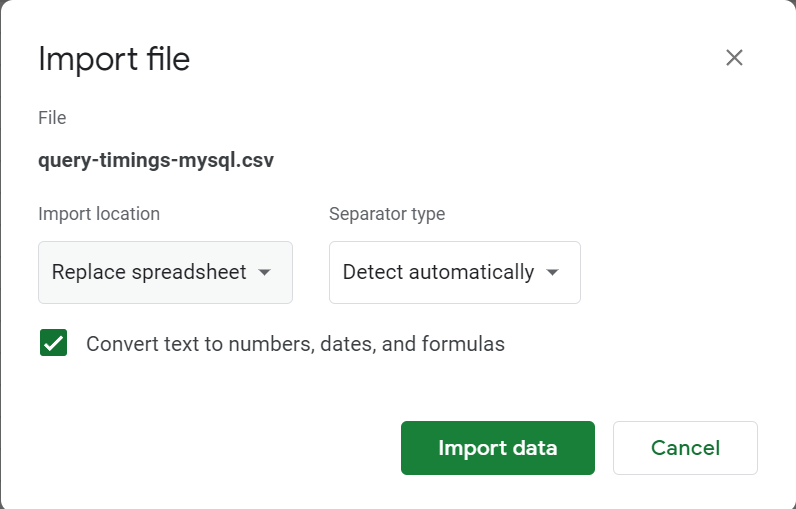 Import file
File
query-timings-mysql.csv
Import location
Separator type
Replace spreadsheet
Detect automatically
Convert text to numbers, dates, and formulas
Import data
Cancel